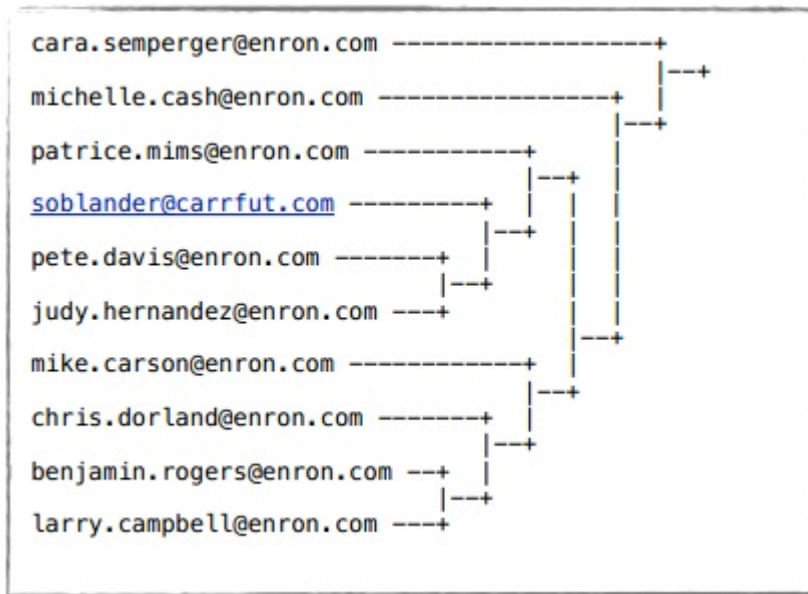 cara.semperger@enron.com -------------------+
|--+
michelle.cash@enron.com -----------------+ |
|--+
patrice.mims@enron.com ------------+ |
|--+ |
soblander@carrfut.com ----------+ | | |
|--+ | |
pete.davis@enron.com -------+ | | |
|--+ | |
judy.hernandez@enron.com ---+ | |
|--+
mike.carson@enron.com -------------+ |
|--+
chris.dorland@enron.com -------+ |
|--+
benjamin.rogers@enron.com --+ |
|--+
larry.campbell@enron.com ---+